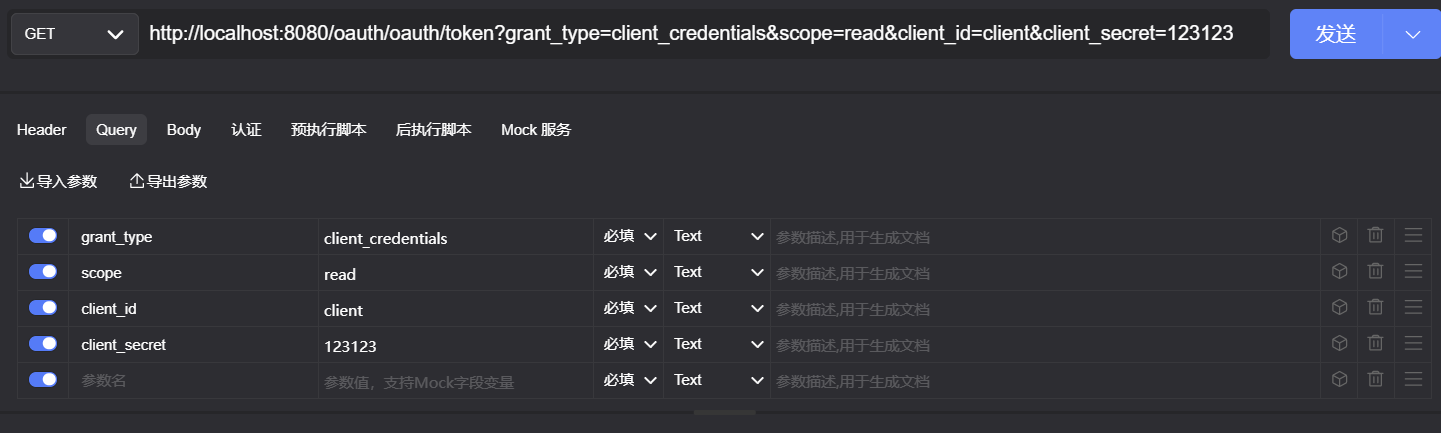 GET http://localhost:8080/oauth/oauth/token?grant_type=client_credentials&scope=read&client_id=client&client_secret=123123 发送
Header Query Body 认证 预执行脚本 后执行脚本 Mock 服务
导入参数 导出参数
grant_type client_credentials 必填 Text 参数描述,用于生成文档
scope read 必填 Text 参数描述,用于生成文档
client_id client 必填 Text 参数描述,用于生成文档
client_secret 123123 必填 Text 参数描述,用于生成文档
参数名 参数值，支持Mock字段变量 必填 Text 参数描述,用于生成文档